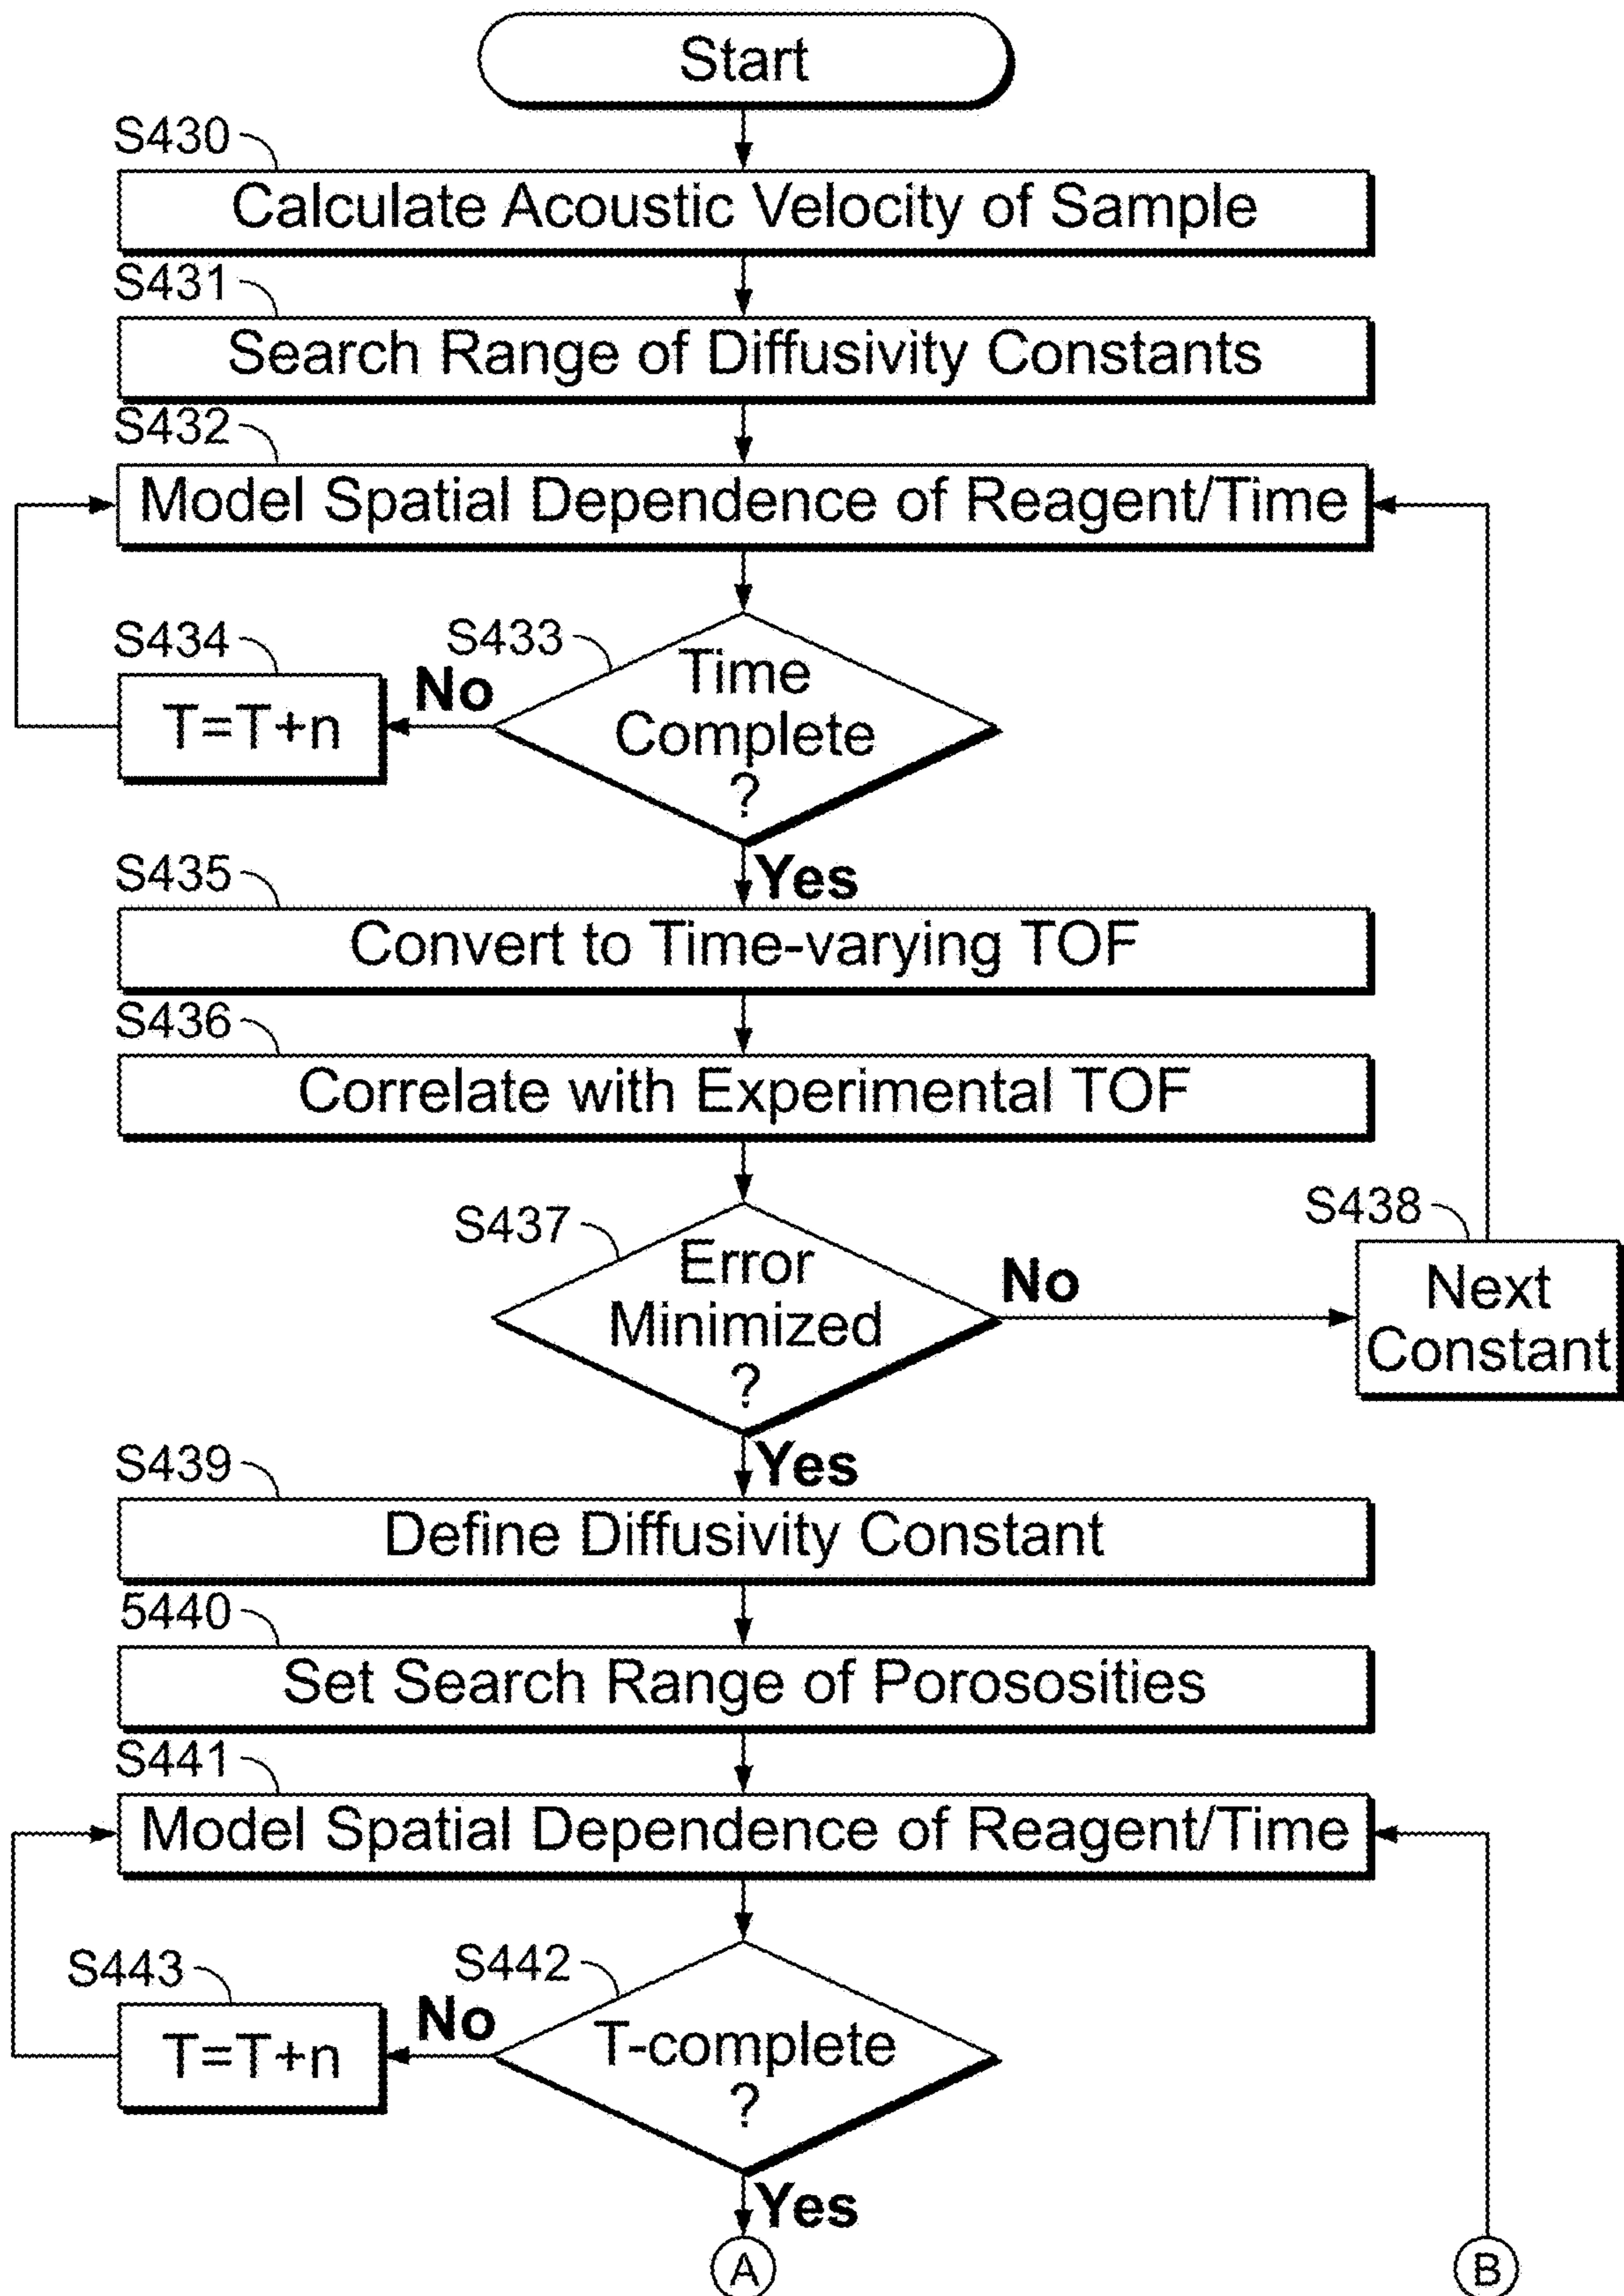 Start
S430
Calculate Acoustic Velocity of Sample
S431
Search Range of Diffusivity Constants
S432
Model Spatial Dependence of Reagent/Time
S434
S433
T=T+n
No
Time
Complete
?
Yes
S435
Convert to Time-varying TOF
S436
Correlate with Experimental TOF
S437
Error
Minimized
?
No
S438
Next
Constant
Yes
S439
Define Diffusivity Constant
5440
Set Search Range of Porososities
S441
Model Spatial Dependence of Reagent/Time
S443
S442
T=T+n
No
T-complete
?
Yes
A
B